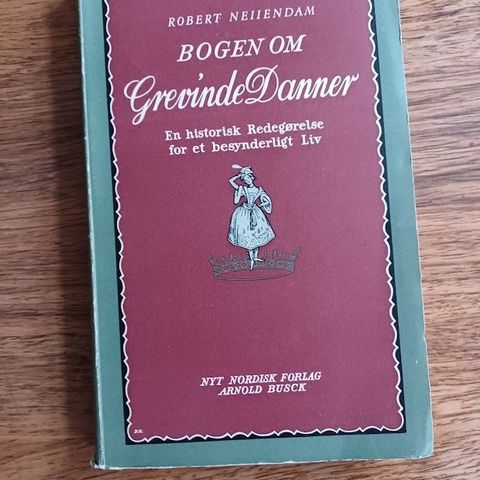 ROBERT NEIIENDAM
BOGEN OM
Grevinde Danner
En historisk Redegørelse
for et besynderligt Liv
NYT NORDISK FORLAG
ARNOLD BUSCK